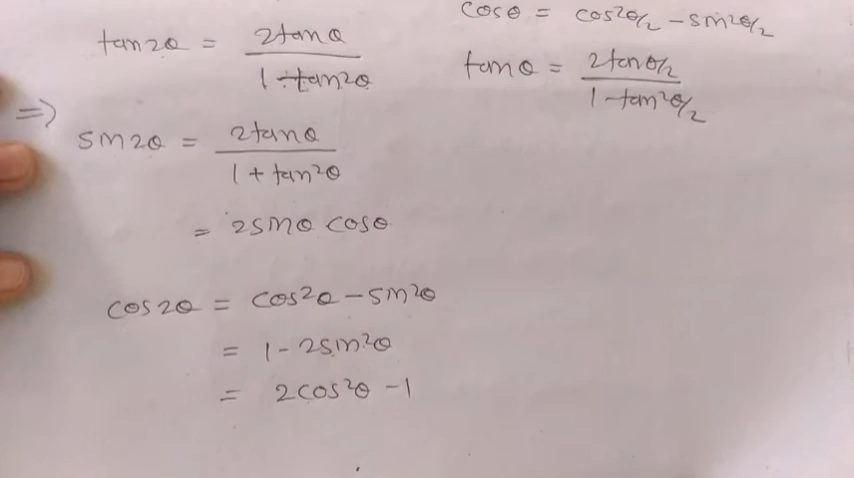 tan2θ = 2tanθ / 1-tan²θ
⇒ sin2θ = 2tanθ / 1+tan²θ
= 2sinθ cosθ
cos2θ = cos²θ - sin²θ
= 1 - 2sin²θ
= 2cos²θ - 1
cosθ = cos²θ/2 - sin²θ/2
tanθ = 2tanθ/2 / 1-tan²θ/2